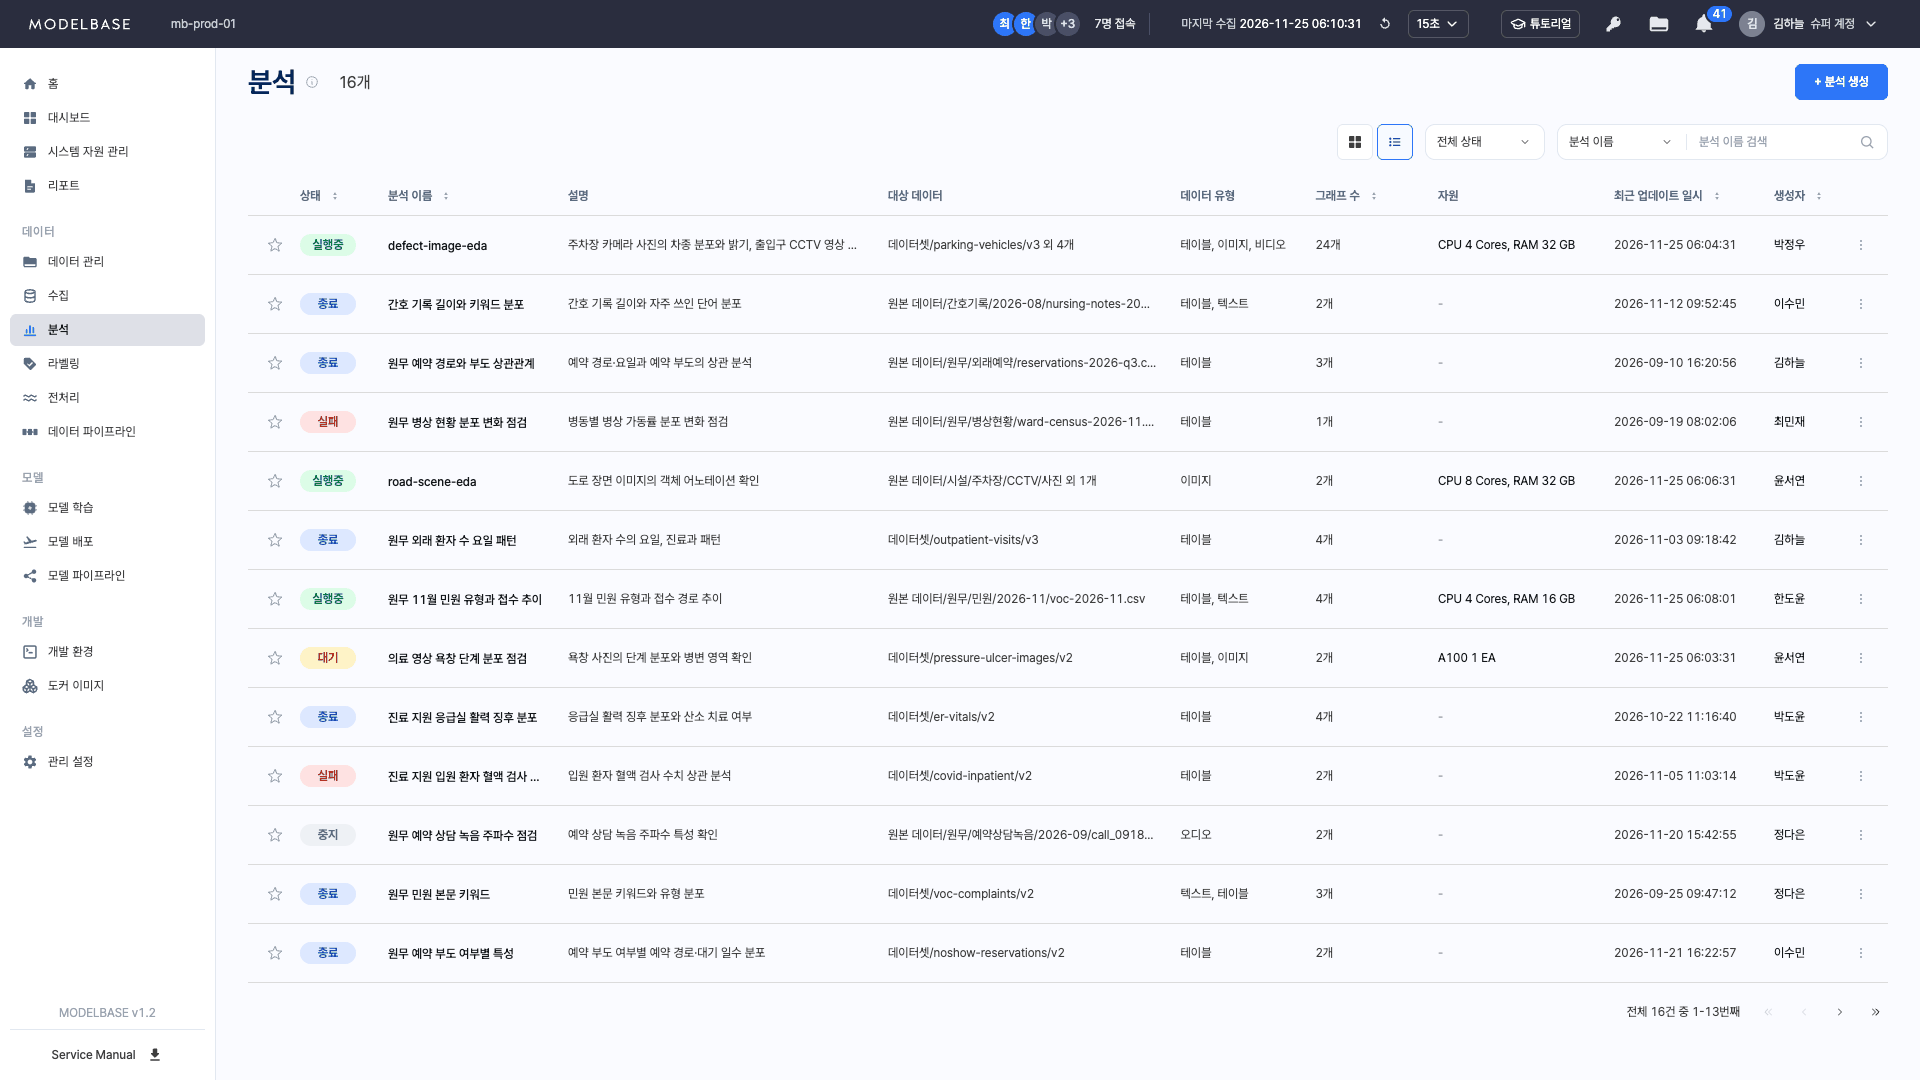 MODELBASE
mb-prod-01
최 한 박 +3 7명 접속
마지막 수집 2026-11-25 06:10:31
15초
튜토리얼
41
김 김하늘 슈퍼 계정
홈
대시보드
시스템 자원 관리
리포트
데이터
데이터 관리
수집
분석
라벨링
전처리
데이터 파이프라인
모델
모델 학습
모델 배포
모델 파이프라인
개발
개발 환경
도커 이미지
설정
관리 설정
MODELBASE v1.2
Service Manual
분석 16개
+ 분석 생성
전체 상태
분석 이름
분석 이름 검색
상태 분석 이름 설명 대상 데이터 데이터 유형 그래프 수 자원 최근 업데이트 일시 생성자
실행중 defect-image-eda 주차장 카메라 사진의 차종 분포와 밝기, 출입구 CCTV 영상 ... 데이터셋/parking-vehicles/v3 외 4개 테이블, 이미지, 비디오 24개 CPU 4 Cores, RAM 32 GB 2026-11-25 06:04:31 박정우
종료 간호 기록 길이와 키워드 분포 간호 기록 길이와 자주 쓰인 단어 분포 원본 데이터/간호기록/2026-08/nursing-notes-20... 테이블, 텍스트 2개 - 2026-11-12 09:52:45 이수민
종료 원무 예약 경로와 부도 상관관계 예약 경로·요일과 예약 부도의 상관 분석 원본 데이터/원무/외래예약/reservations-2026-q3.c... 테이블 3개 - 2026-09-10 16:20:56 김하늘
실패 원무 병상 현황 분포 변화 점검 병동별 병상 가동률 분포 변화 점검 원본 데이터/원무/병상현황/ward-census-2026-11.... 테이블 1개 - 2026-09-19 08:02:06 최민재
실행중 road-scene-eda 도로 장면 이미지의 객체 어노테이션 확인 원본 데이터/시설/주차장/CCTV/사진 외 1개 이미지 2개 CPU 8 Cores, RAM 32 GB 2026-11-25 06:06:31 윤서연
종료 원무 외래 환자 수 요일 패턴 외래 환자 수의 요일, 진료과 패턴 데이터셋/outpatient-visits/v3 테이블 4개 - 2026-11-03 09:18:42 김하늘
실행중 원무 11월 민원 유형과 접수 추이 11월 민원 유형과 접수 경로 추이 원본 데이터/원무/민원/2026-11/voc-2026-11.csv 테이블, 텍스트 4개 CPU 4 Cores, RAM 16 GB 2026-11-25 06:08:01 한도윤
대기 의료 영상 욕창 단계 분포 점검 욕창 사진의 단계 분포와 병변 영역 확인 데이터셋/pressure-ulcer-images/v2 테이블, 이미지 2개 A100 1 EA 2026-11-25 06:03:31 윤서연
종료 진료 지원 응급실 활력 징후 분포 응급실 활력 징후 분포와 산소 치료 여부 데이터셋/er-vitals/v2 테이블 4개 - 2026-10-22 11:16:40 박도윤
실패 진료 지원 입원 환자 혈액 검사 ... 입원 환자 혈액 검사 수치 상관 분석 데이터셋/covid-inpatient/v2 테이블 2개 - 2026-11-05 11:03:14 박도윤
중지 원무 예약 상담 녹음 주파수 점검 예약 상담 녹음 주파수 특성 확인 원본 데이터/원무/예약상담녹음/2026-09/call_0918... 오디오 2개 - 2026-11-20 15:42:55 정다은
종료 원무 민원 본문 키워드 민원 본문 키워드와 유형 분포 데이터셋/voc-complaints/v2 텍스트, 테이블 3개 - 2026-09-25 09:47:12 정다은
종료 원무 예약 부도 여부별 특성 예약 부도 여부별 예약 경로·대기 일수 분포 데이터셋/noshow-reservations/v2 테이블 2개 - 2026-11-21 16:22:57 이수민
전체 16건 중 1-13번째